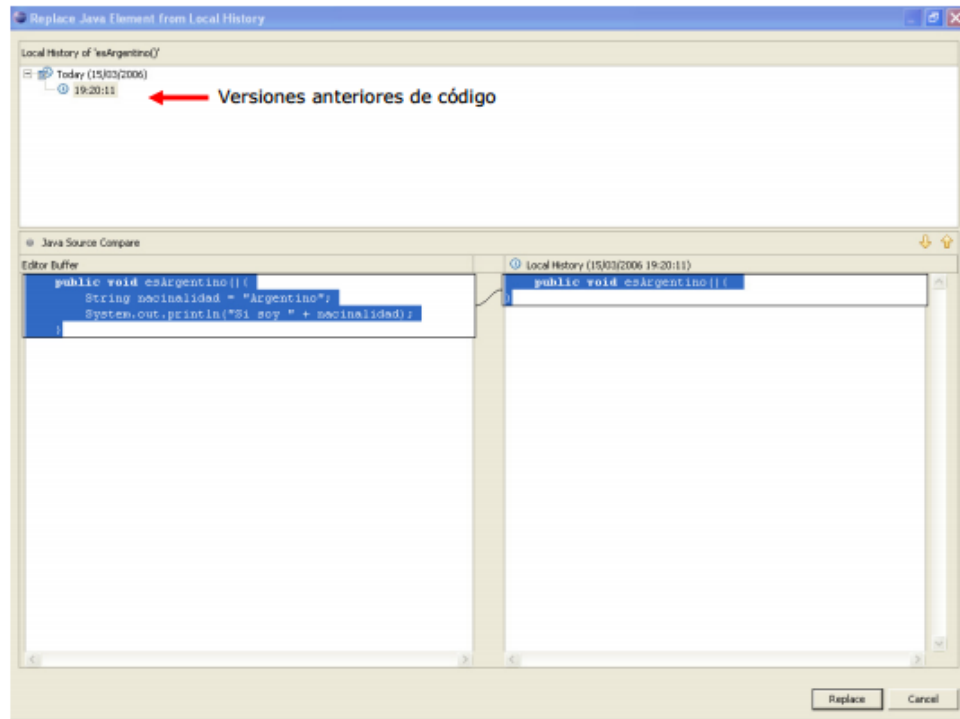 Replace Java Element from Local History
Local History of 'esArgentino()'
Today (15/03/2006)
19:20:11
Versiones anteriores de código
Java Source Compare
Editor Buffer
Local History (15/03/2006 19:20:11)
public void esArgentino(){
String nacinalidad = "Argentino";
System.out.println("Si soy " + nacinalidad);
}
public void esArgentino(){
}
Replace
Cancel